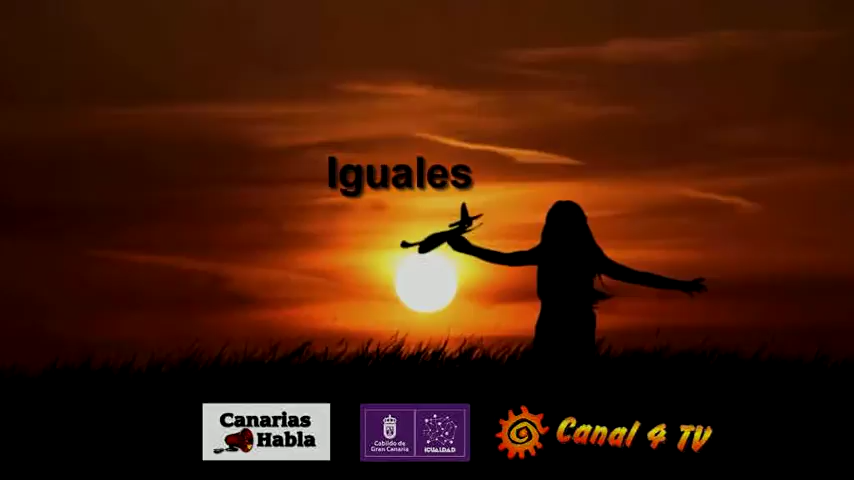 Iguales
Canarias
Habla
Cabildo de
Gran Canaria
IGUALDAD
Canal 4 TV